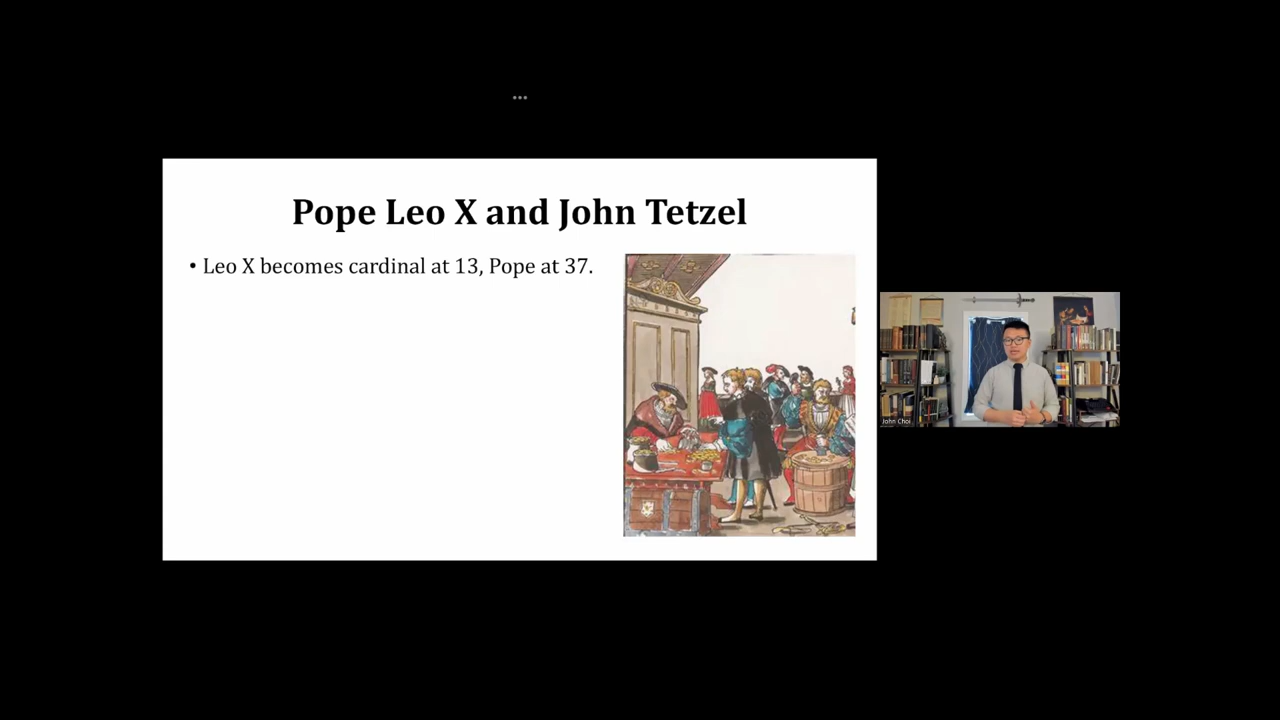 Pope Leo X and John Tetzel
• Leo X becomes cardinal at 13, Pope at 37.
John Choi